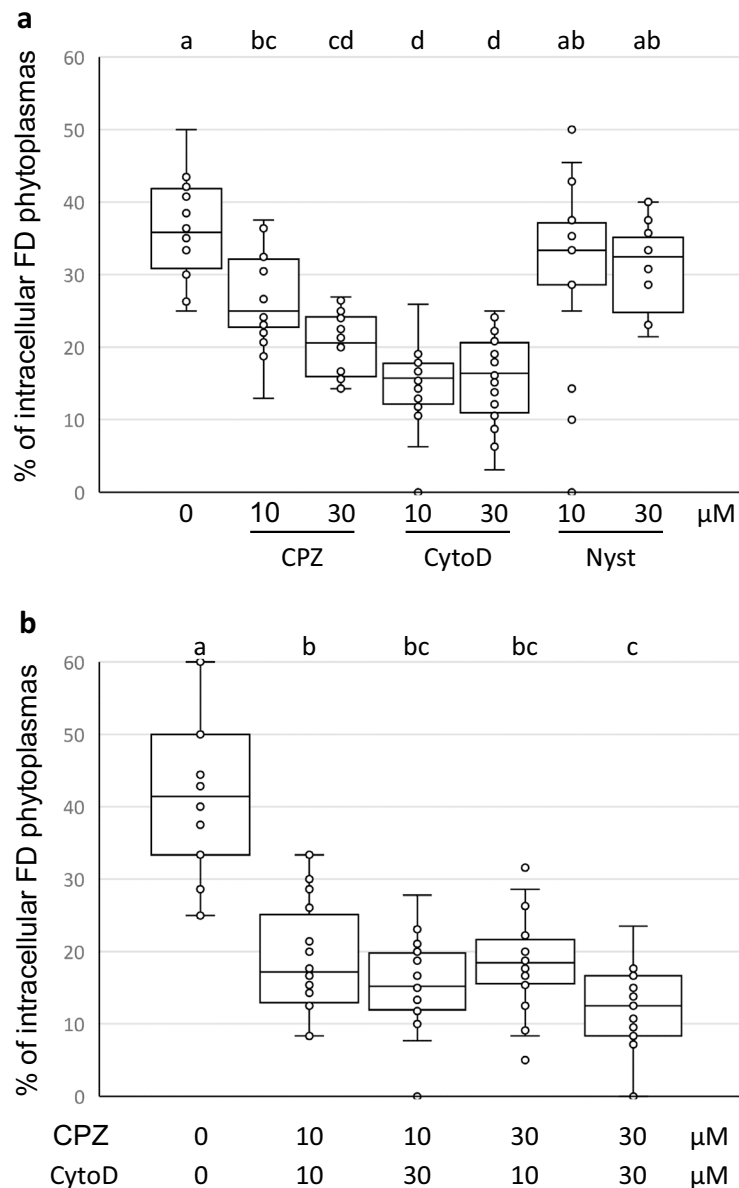 a
a bc cd d d ab ab
% of intracellular FD phytoplasmas
60
50
40
30
20
10
0
0 10 30 10 30 10 30 µM
CPZ CytoD Nyst
b
a b bc bc c
% of intracellular FD phytoplasmas
60
50
40
30
20
10
0
CPZ 0 10 10 30 30 µM
CytoD 0 10 30 10 30 µM